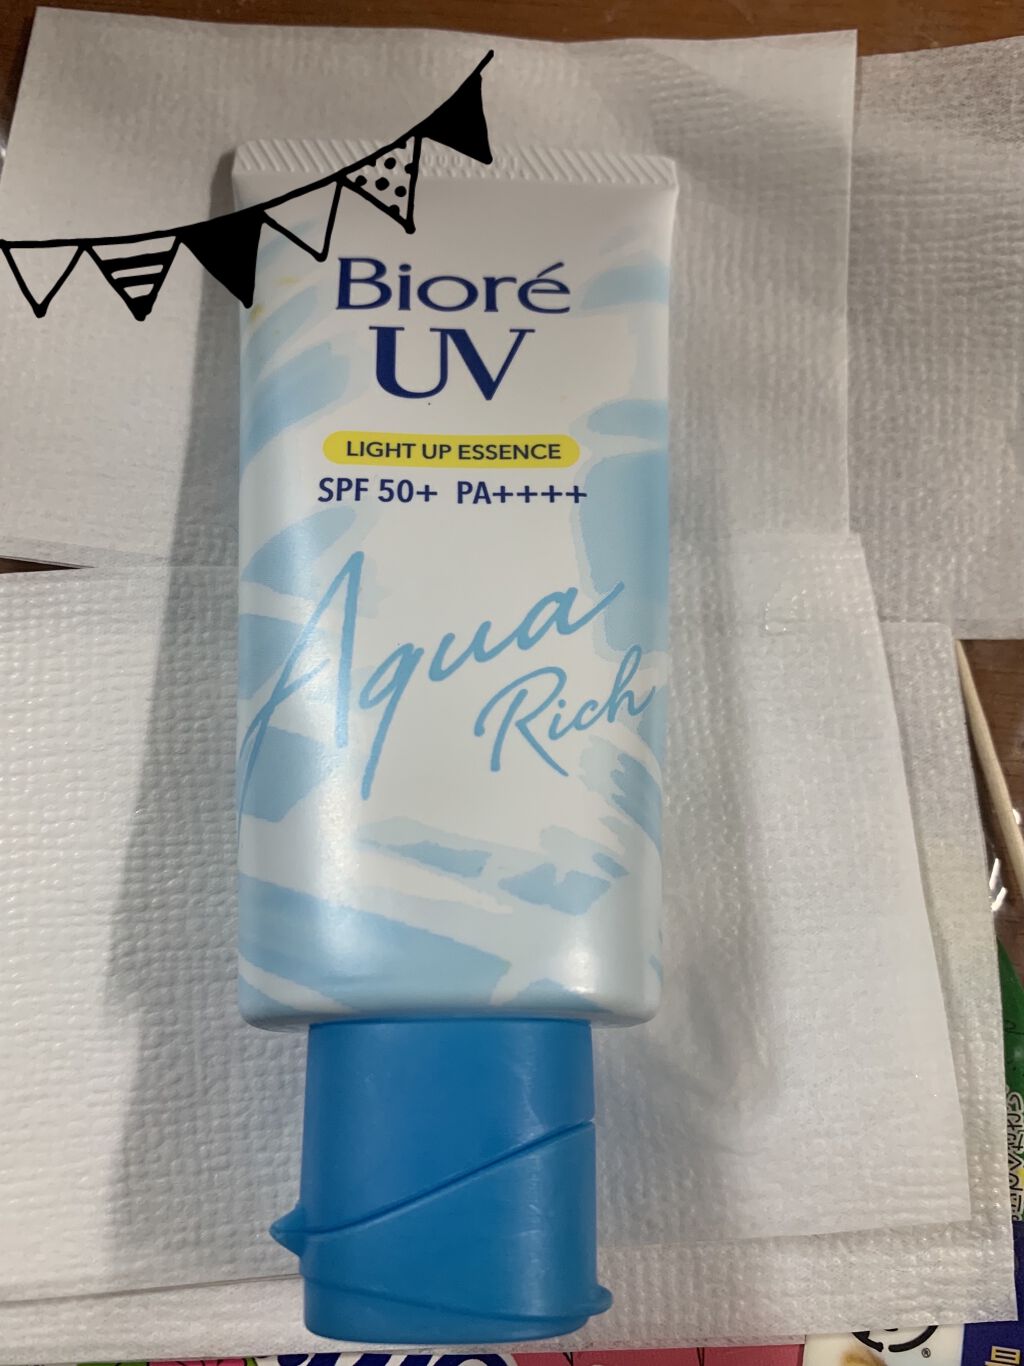 Bioré
UV
LIGHT UP ESSENCE
SPF 50+ PA++++
Aqua
Rich